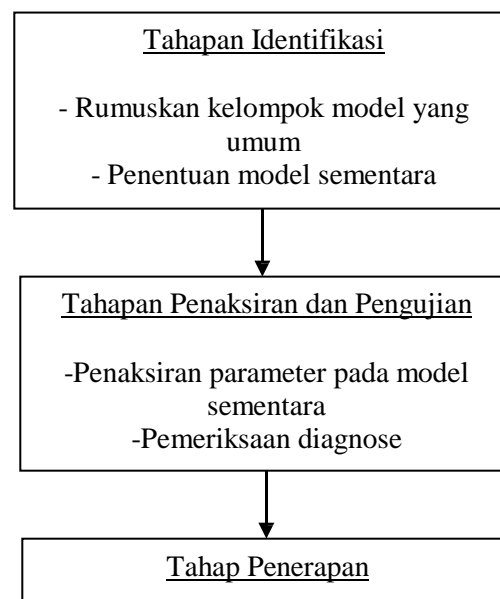 Tahapan Identifikasi
- Rumuskan kelompok model yang
umum
- Penentuan model sementara
Tahapan Penaksiran dan Pengujian
-Penaksiran parameter pada model
sementara
-Pemeriksaan diagnose
Tahap Penerapan